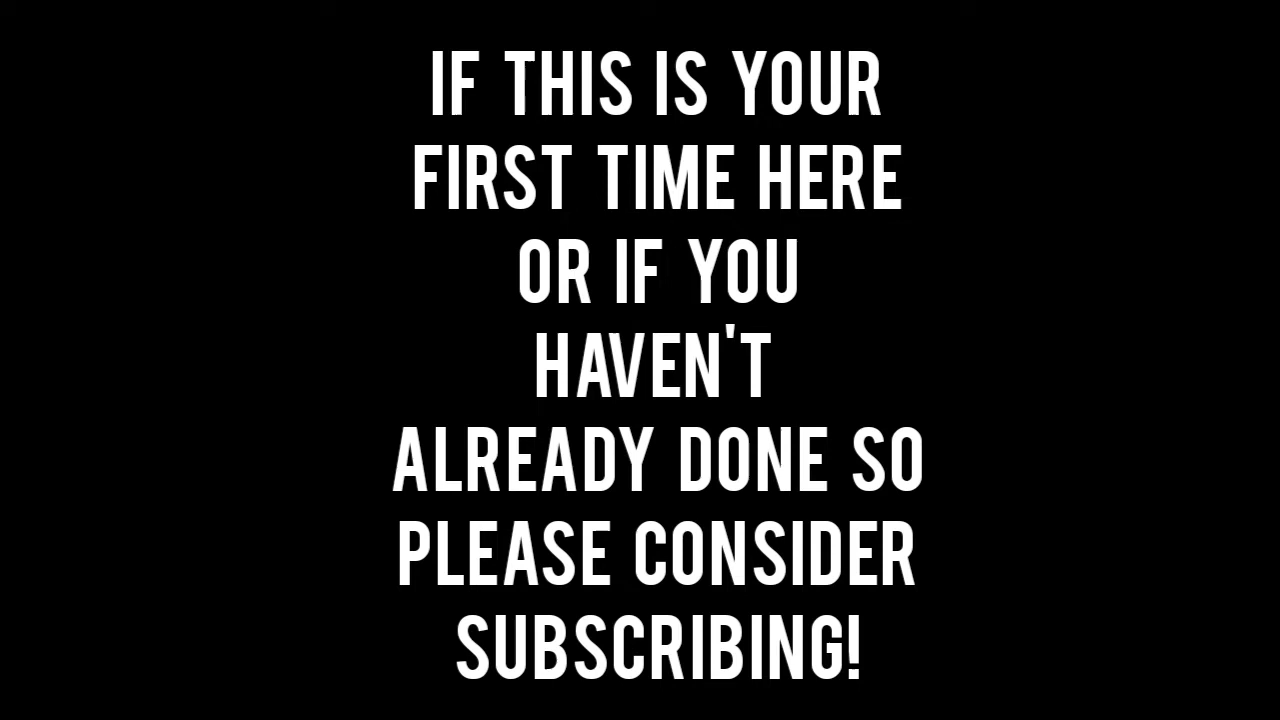 IF THIS IS YOUR
FIRST TIME HERE
OR IF YOU
HAVEN'T
ALREADY DONE SO
PLEASE CONSIDER
SUBSCRIBING!